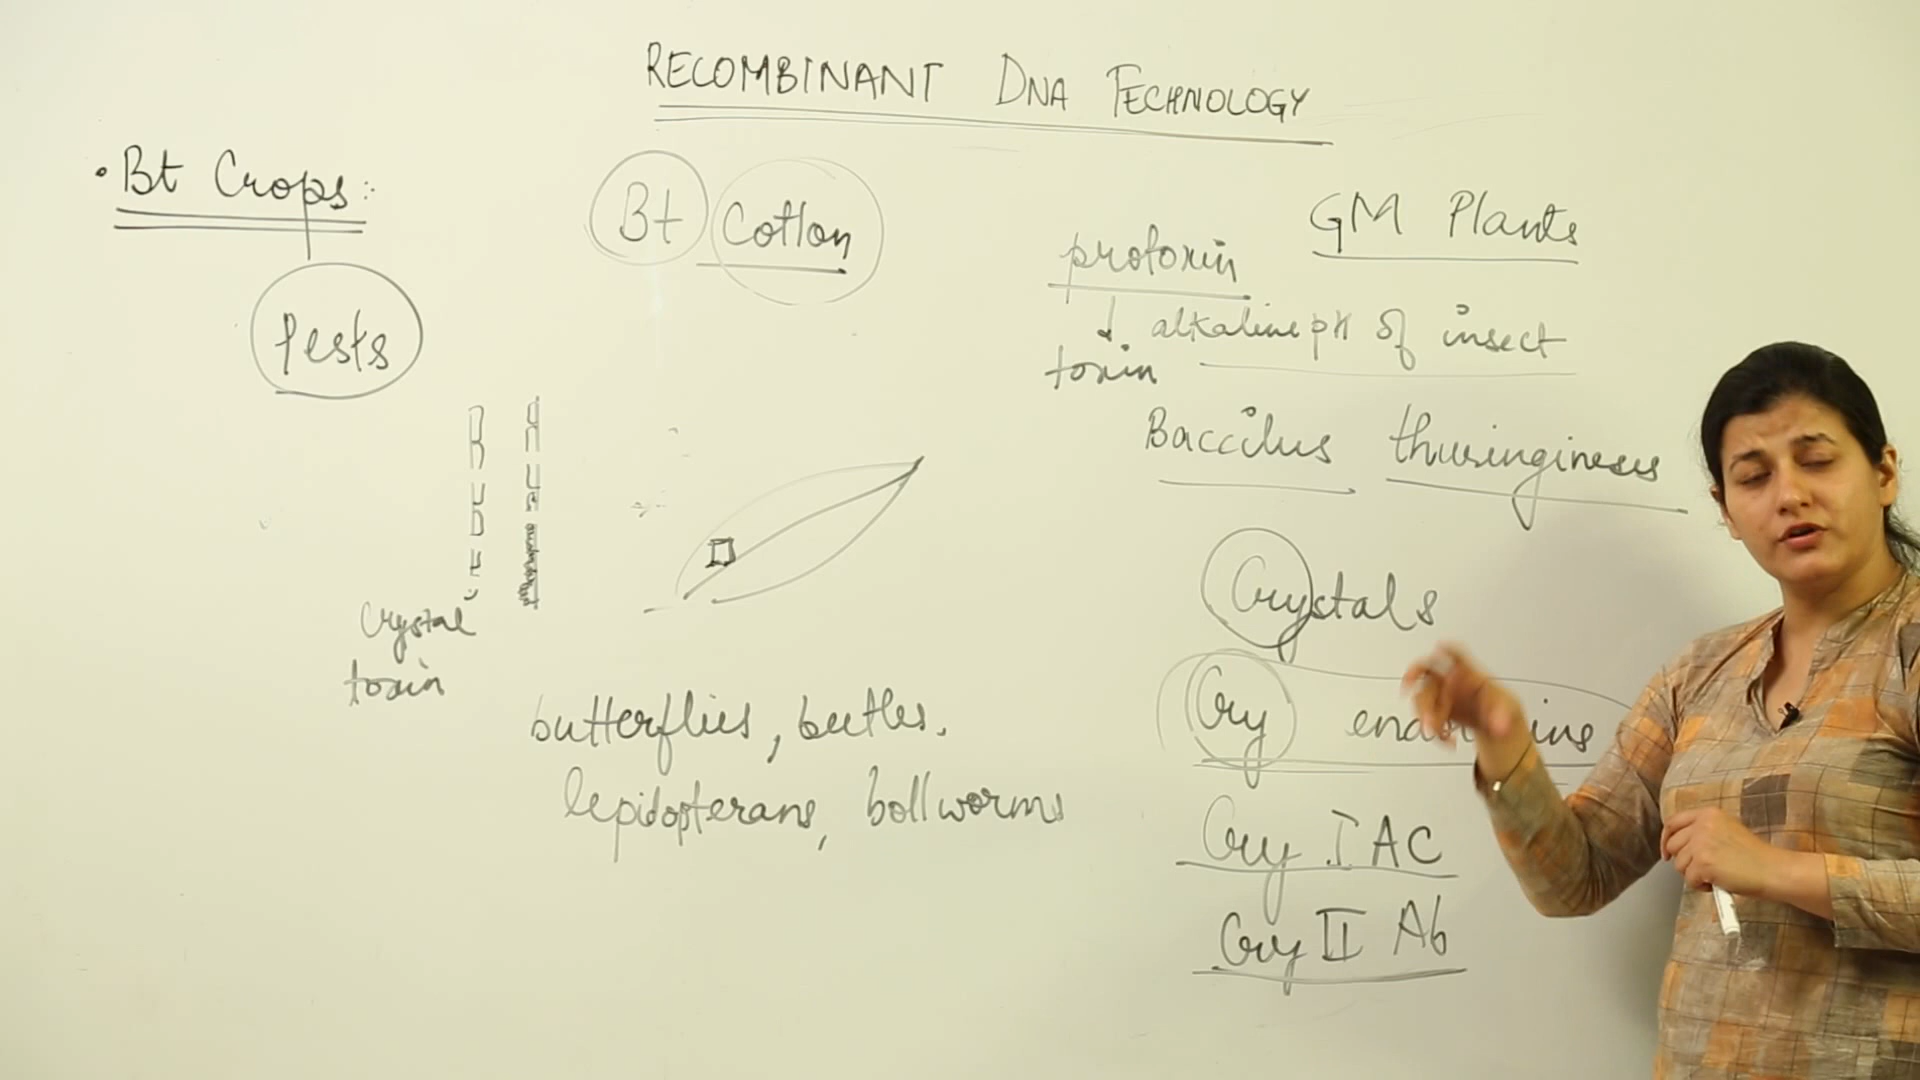 RECOMBINANT DNA TECHNOLOGY
• Bt Crops:
Pests
Bt Cotton
GM Plants
protoxin
↓ alkaline pH of insect
toxin
Baccilus thuringinesis
Crystal
toxin
Crystals
Cry
Cry I AC
Cry II Ab
butterflies, beetles.
lepidopterans, bollworms